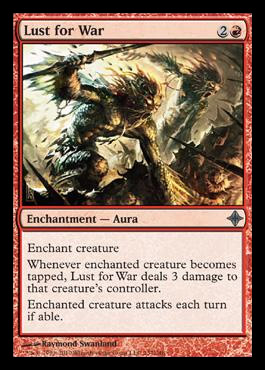 Lust for War 2
Enchantment — Aura
Enchant creature
Whenever enchanted creature becomes
tapped, Lust for War deals 3 damage to
that creature's controller.
Enchanted creature attacks each turn
if able.
Raymond Swanland